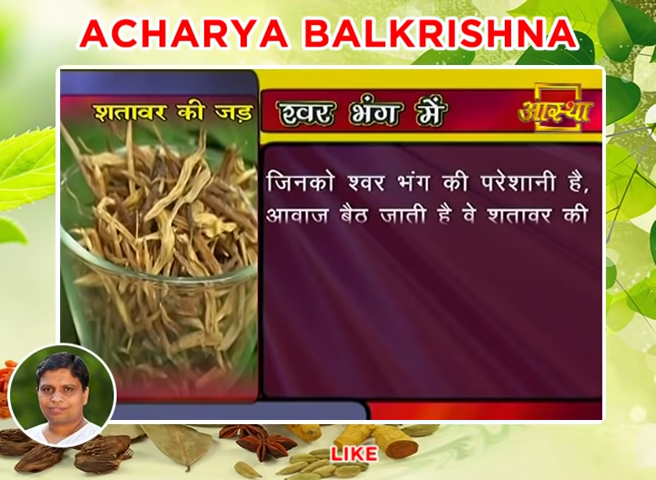 ACHARYA BALKRISHNA
शतावर की जड़
श्वर भंग में
आस्था
जिनको श्वर भंग की परेशानी है,
आवाज बैठ जाती है वे शतावर की
LIKE